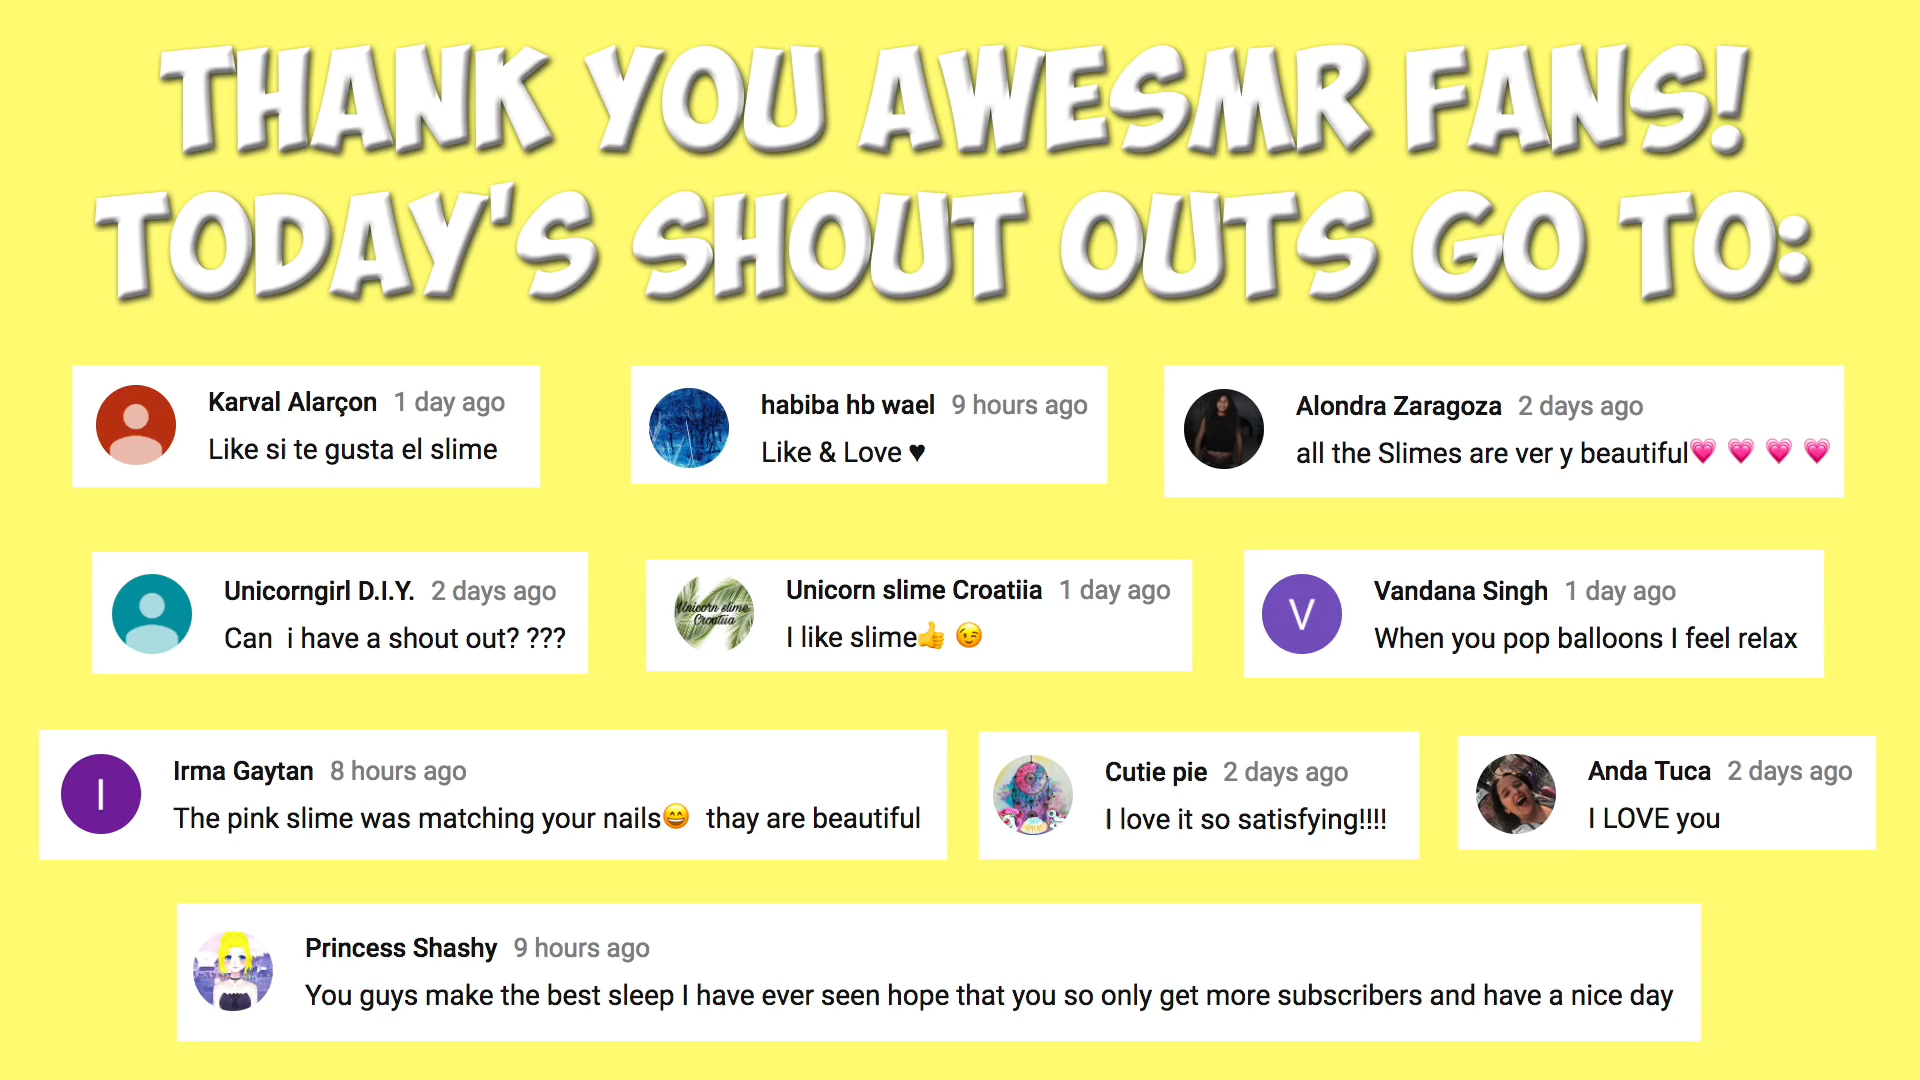 THANK YOU AWESMR FANS!
TODAY'S SHOUT OUTS GO TO:
Karval Alarçon 1 day ago
Like si te gusta el slime
habiba hb wael 9 hours ago
Like & Love ♥
Alondra Zaragoza 2 days ago
all the Slimes are ver y beautiful💗 💗 💗 💗
Unicorngirl D.I.Y. 2 days ago
Can i have a shout out? ???
Unicorn slime
Croatiia
Unicorn slime Croatiia 1 day ago
I like slime👍 😉
V
Vandana Singh 1 day ago
When you pop balloons I feel relax
I
Irma Gaytan 8 hours ago
The pink slime was matching your nails😄 thay are beautiful
Cutie pie 2 days ago
I love it so satisfying!!!!
Anda Tuca 2 days ago
I LOVE you
Princess Shashy 9 hours ago
You guys make the best sleep I have ever seen hope that you so only get more subscribers and have a nice day